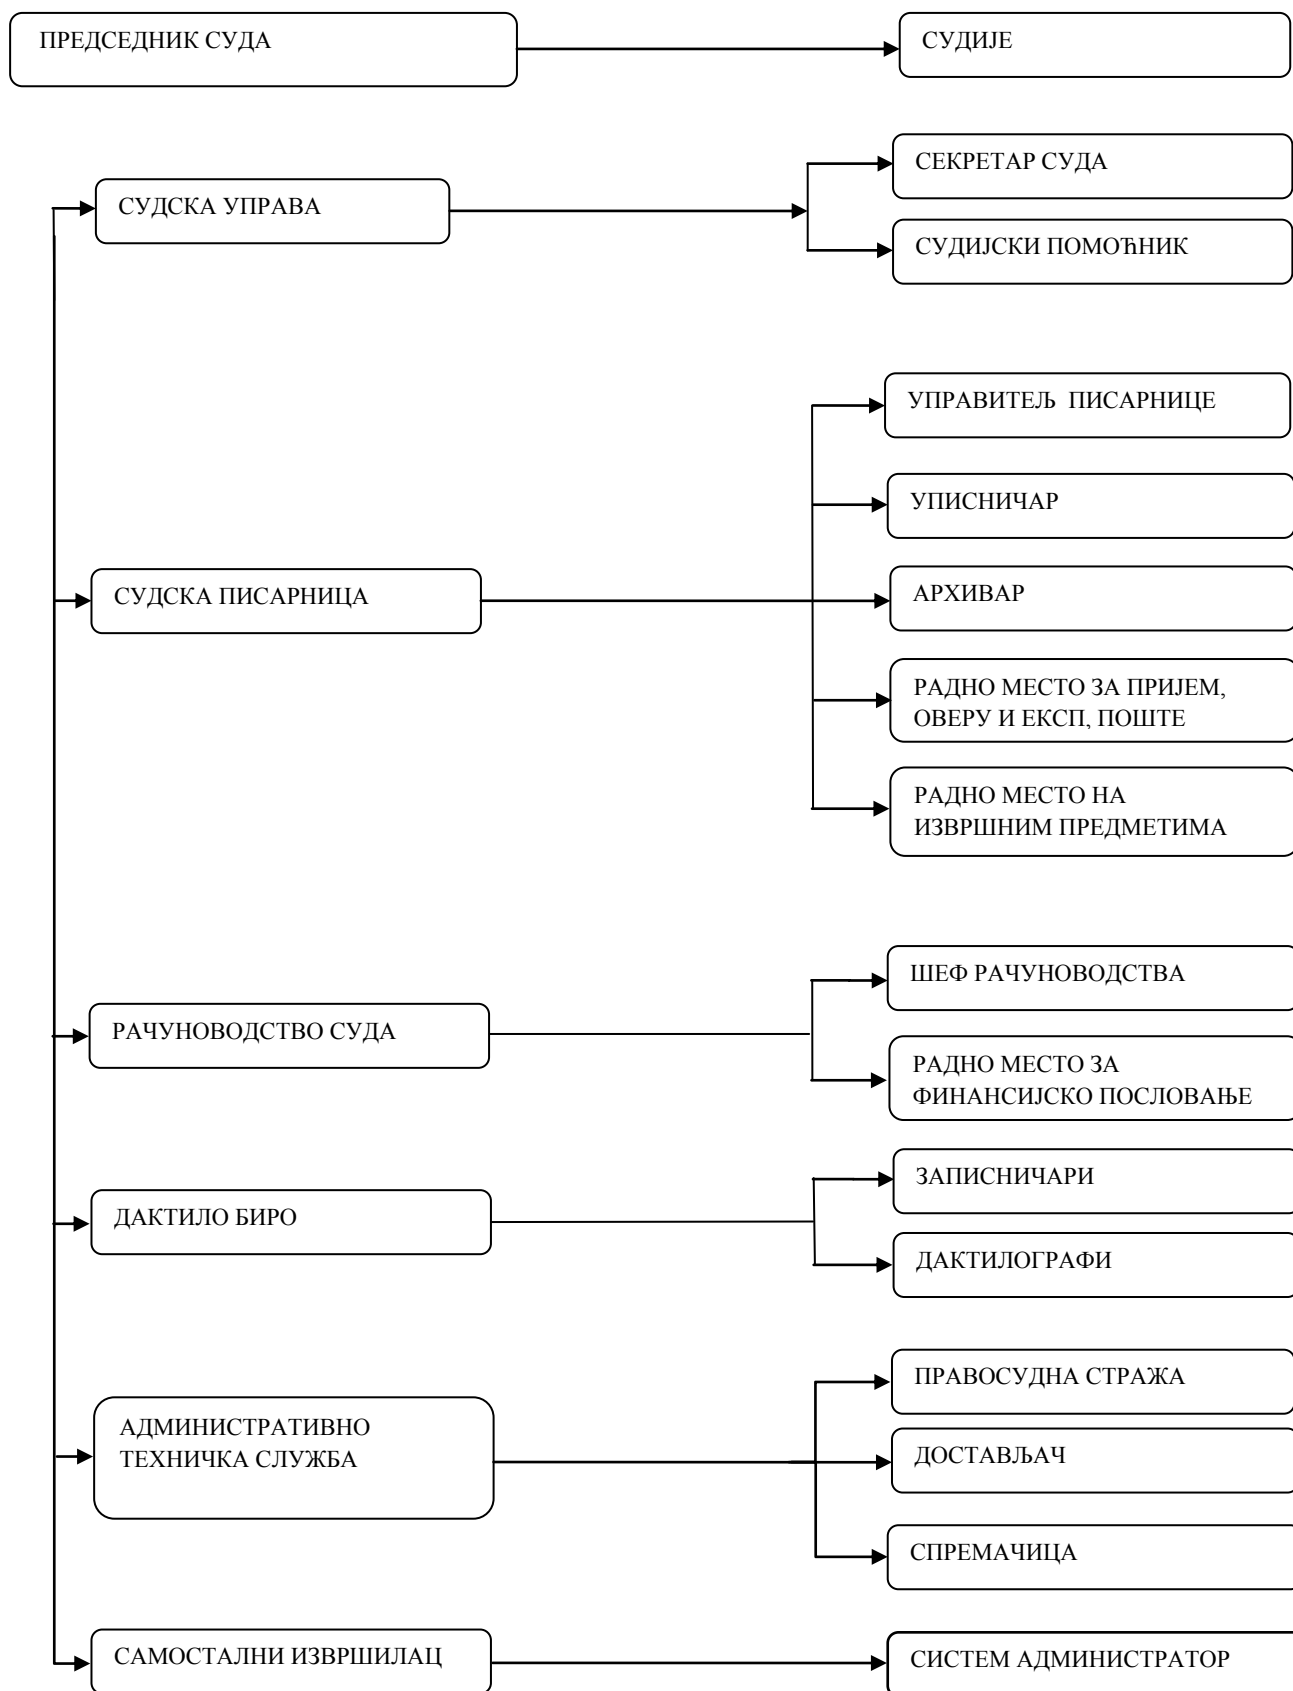 ПРЕДСЕДНИК СУДА
СУДИЈЕ
СЕКРЕТАР СУДА
СУДСКА УПРАВА
СУДИЈСКИ ПОМОЋНИК
УПРАВИТЕЉ ПИСАРНИЦЕ
УПИСНИЧАР
СУДСКА ПИСАРНИЦА
АРХИВАР
РАДНО МЕСТО ЗА ПРИЈЕМ,
ОВЕРУ И ЕКСП, ПОШТЕ
РАДНО МЕСТО НА
ИЗВРШНИМ ПРЕДМЕТИМА
ШЕФ РАЧУНОВОДСТВА
РАЧУНОВОДСТВО СУДА
РАДНО МЕСТО ЗА
ФИНАНСИЈСКО ПОСЛОВАЊЕ
ЗАПИСНИЧАРИ
ДАКТИЛО БИРО
ДАКТИЛОГРАФИ
ПРАВОСУДНА СТРАЖА
АДМИНИСТРАТИВНО
ТЕХНИЧКА СЛУЖБА
ДОСТАВЉАЧ
СПРЕМАЧИЦА
САМОСТАЛНИ ИЗВРШИЛАЦ
СИСТЕМ АДМИНИСТРАТОР